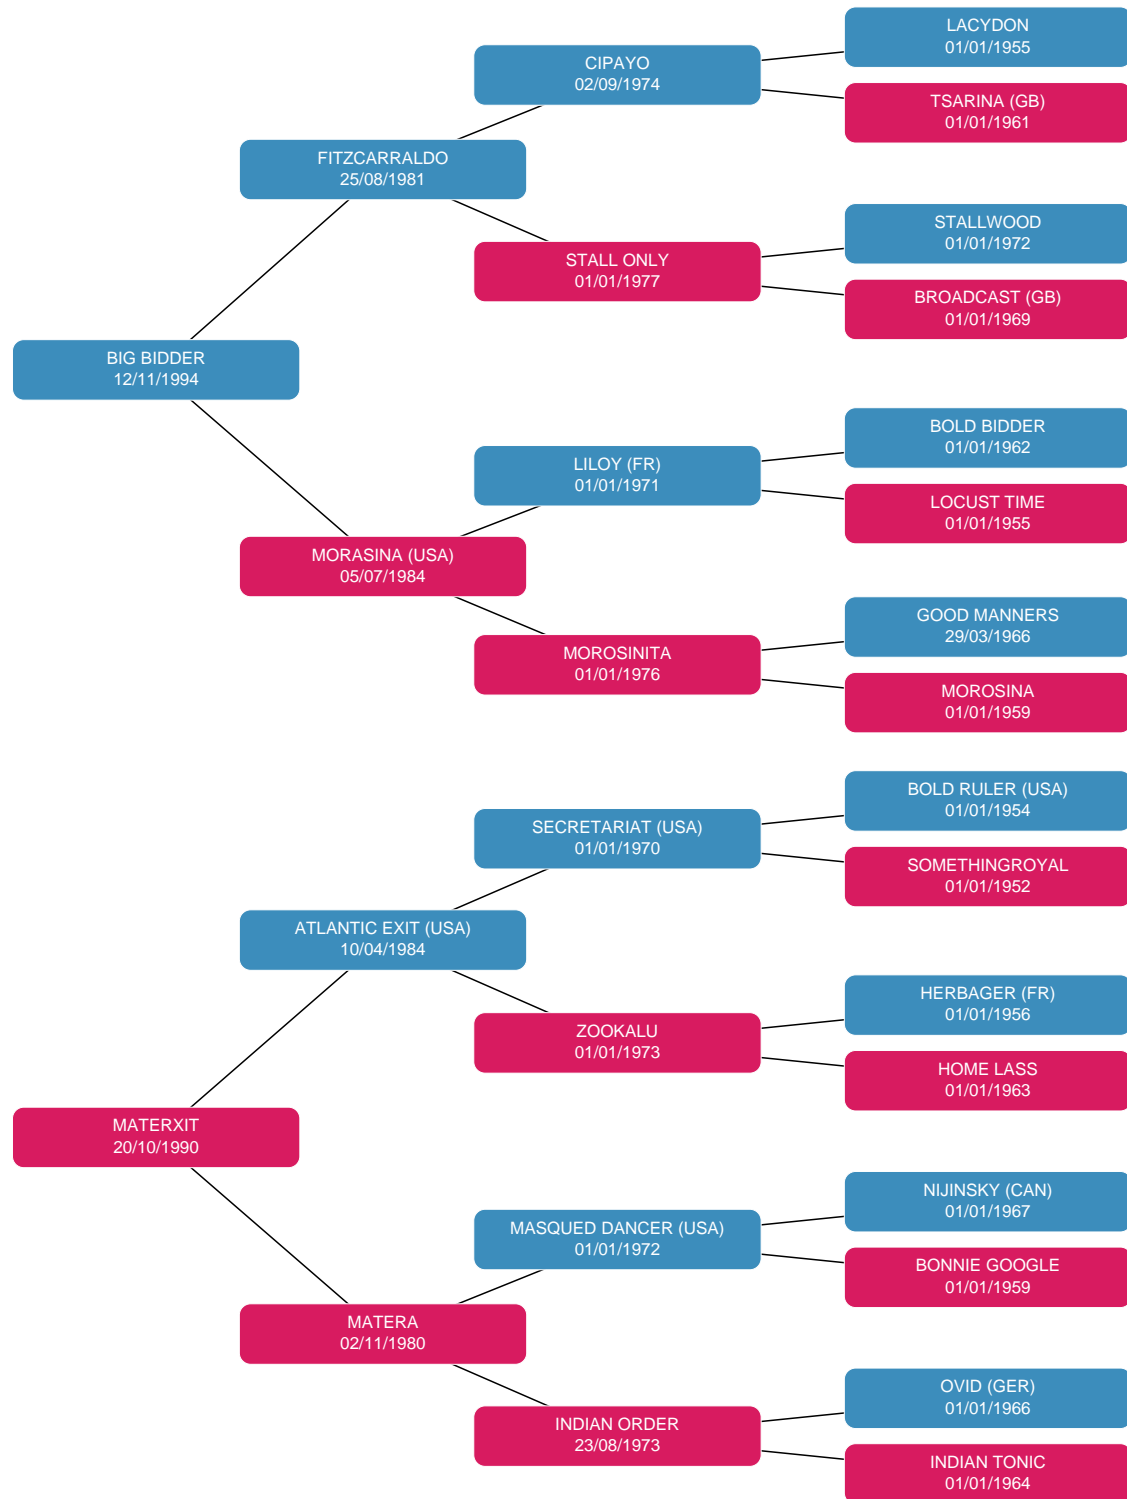 LACYDON
01/01/1955
CIPAYO
02/09/1974
TSARINA (GB)
01/01/1961
FITZCARRALDO
25/08/1981
STALLWOOD
01/01/1972
STALL ONLY
01/01/1977
BROADCAST (GB)
01/01/1969
BIG BIDDER
12/11/1994
BOLD BIDDER
01/01/1962
LILOY (FR)
01/01/1971
LOCUST TIME
01/01/1955
MORASINA (USA)
05/07/1984
GOOD MANNERS
29/03/1966
MOROSINITA
01/01/1976
MOROSINA
01/01/1959
BOLD RULER (USA)
01/01/1954
SECRETARIAT (USA)
01/01/1970
SOMETHINGROYAL
01/01/1952
ATLANTIC EXIT (USA)
10/04/1984
HERBAGER (FR)
01/01/1956
ZOOKALU
01/01/1973
HOME LASS
01/01/1963
MATERXIT
20/10/1990
NIJINSKY (CAN)
01/01/1967
MASQUED DANCER (USA)
01/01/1972
BONNIE GOOGLE
01/01/1959
MATERA
02/11/1980
OVID (GER)
01/01/1966
INDIAN ORDER
23/08/1973
INDIAN TONIC
01/01/1964